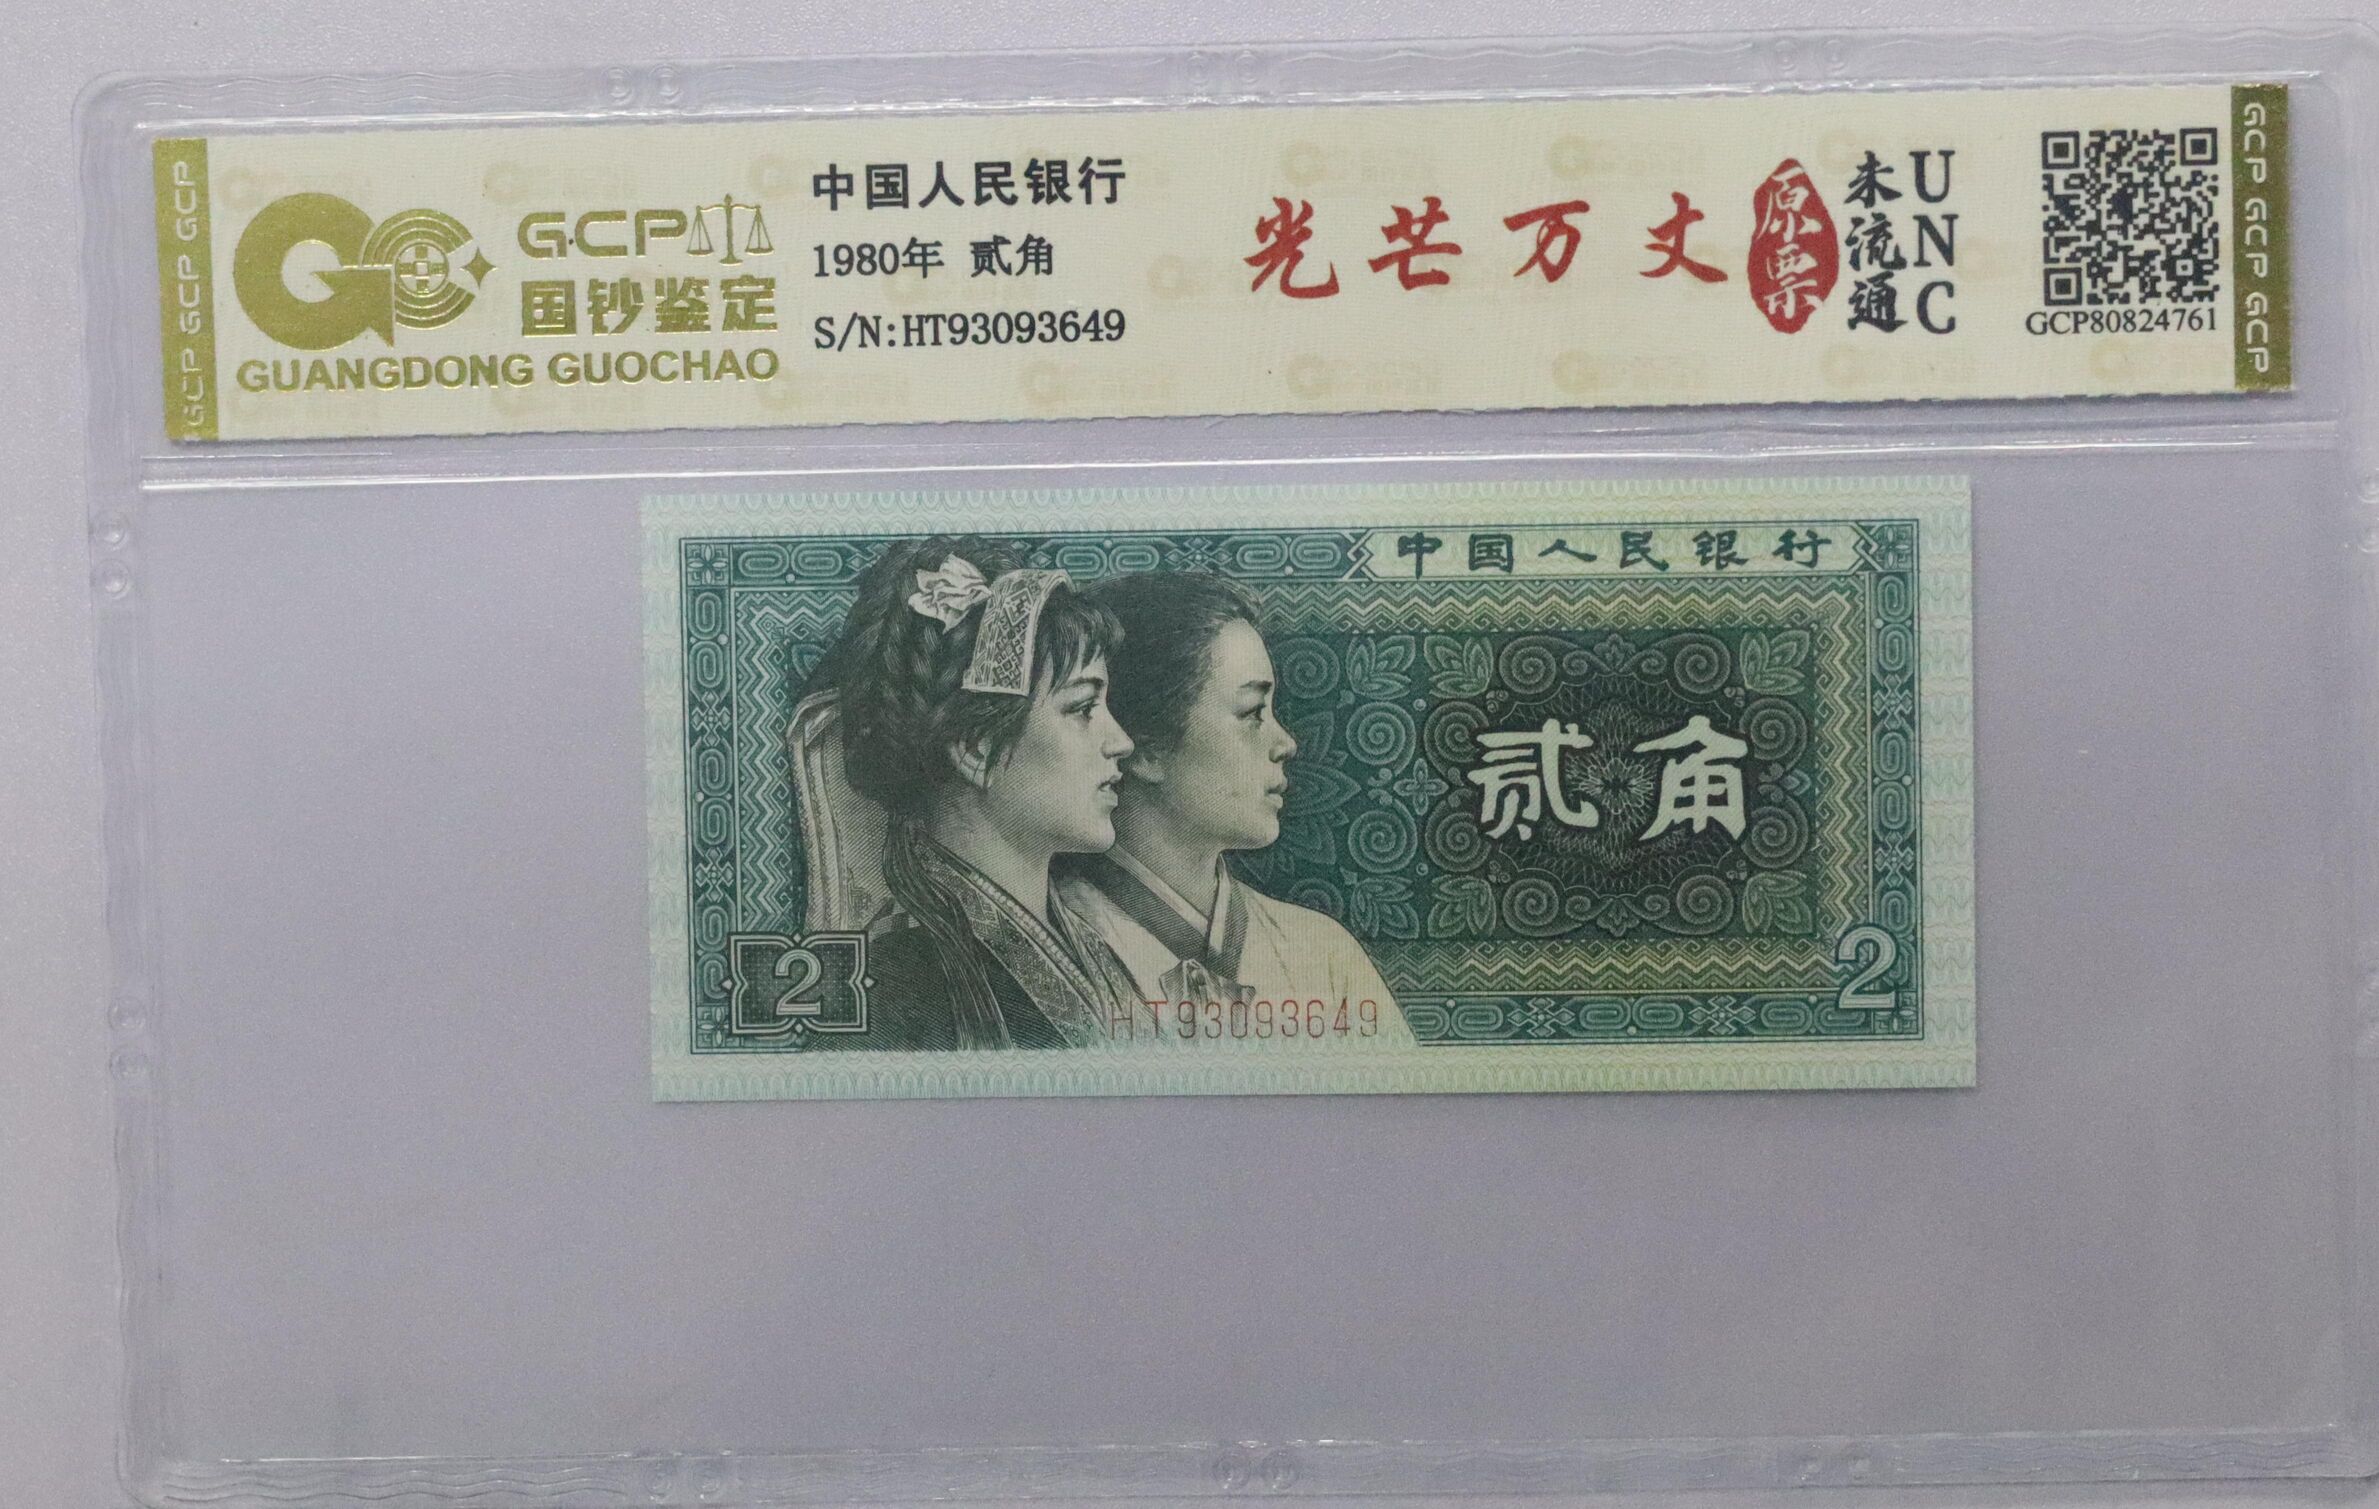 GCP GCP GCP
GCP
国钞鉴定
GUANGDONG GUOCHAO
中国人民银行
1980年 贰角
S/N:HT93093649
光芒万丈
原票
未流通
UNC
GCP80824761
GCP GCP GCP
中国人民银行
贰角
2
2
HT93093649